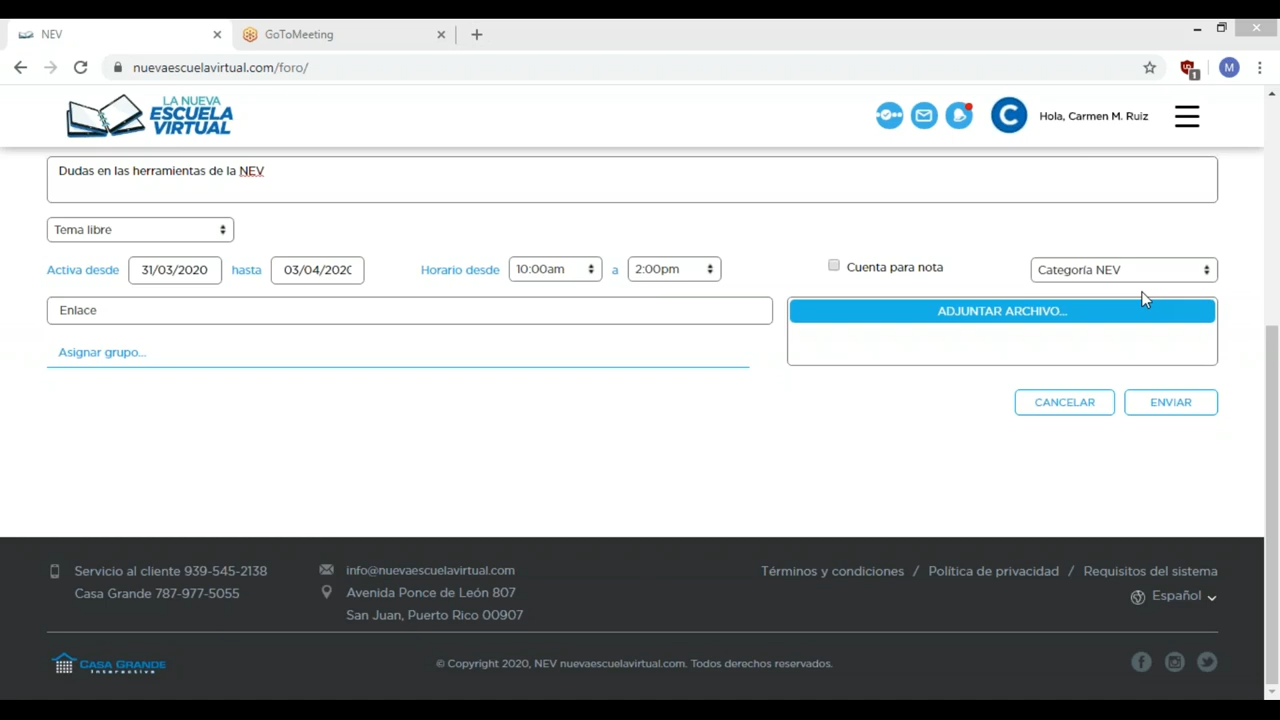 NEV
GoToMeeting
nuevaescuelavirtual.com/foro/
M
1
LA NUEVA
ESCUELA
VIRTUAL
C
Hola, Carmen M. Ruiz
Dudas en las herramientas de la NEV
Tema libre
Activa desde 31/03/2020 hasta 03/04/202 Horario desde 10:00am a 2:00pm Cuenta para nota Categoría NEV
Enlace
ADJUNTAR ARCHIVO...
Asignar grupo...
CANCELAR ENVIAR
Servicio al cliente 939-545-2138
Casa Grande 787-977-5055
info@nuevaescuelavirtual.com
Avenida Ponce de León 807
San Juan, Puerto Rico 00907
Términos y condiciones / Política de privacidad / Requisitos del sistema
Español
CASA GRANDE
Interactive
© Copyright 2020, NEV nuevaescuelavirtual.com. Todos derechos reservados.